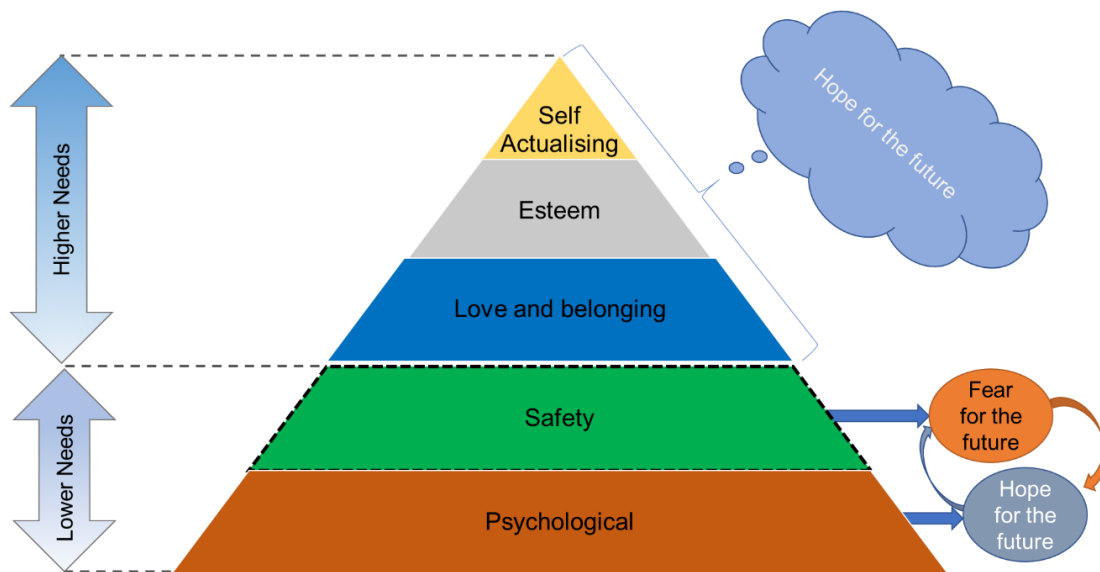 Higher Needs
Lower Needs
Self
Actualising
Esteem
Love and belonging
Safety
Psychological
Hope for the future
Fear
for the
future
Hope
for the
future